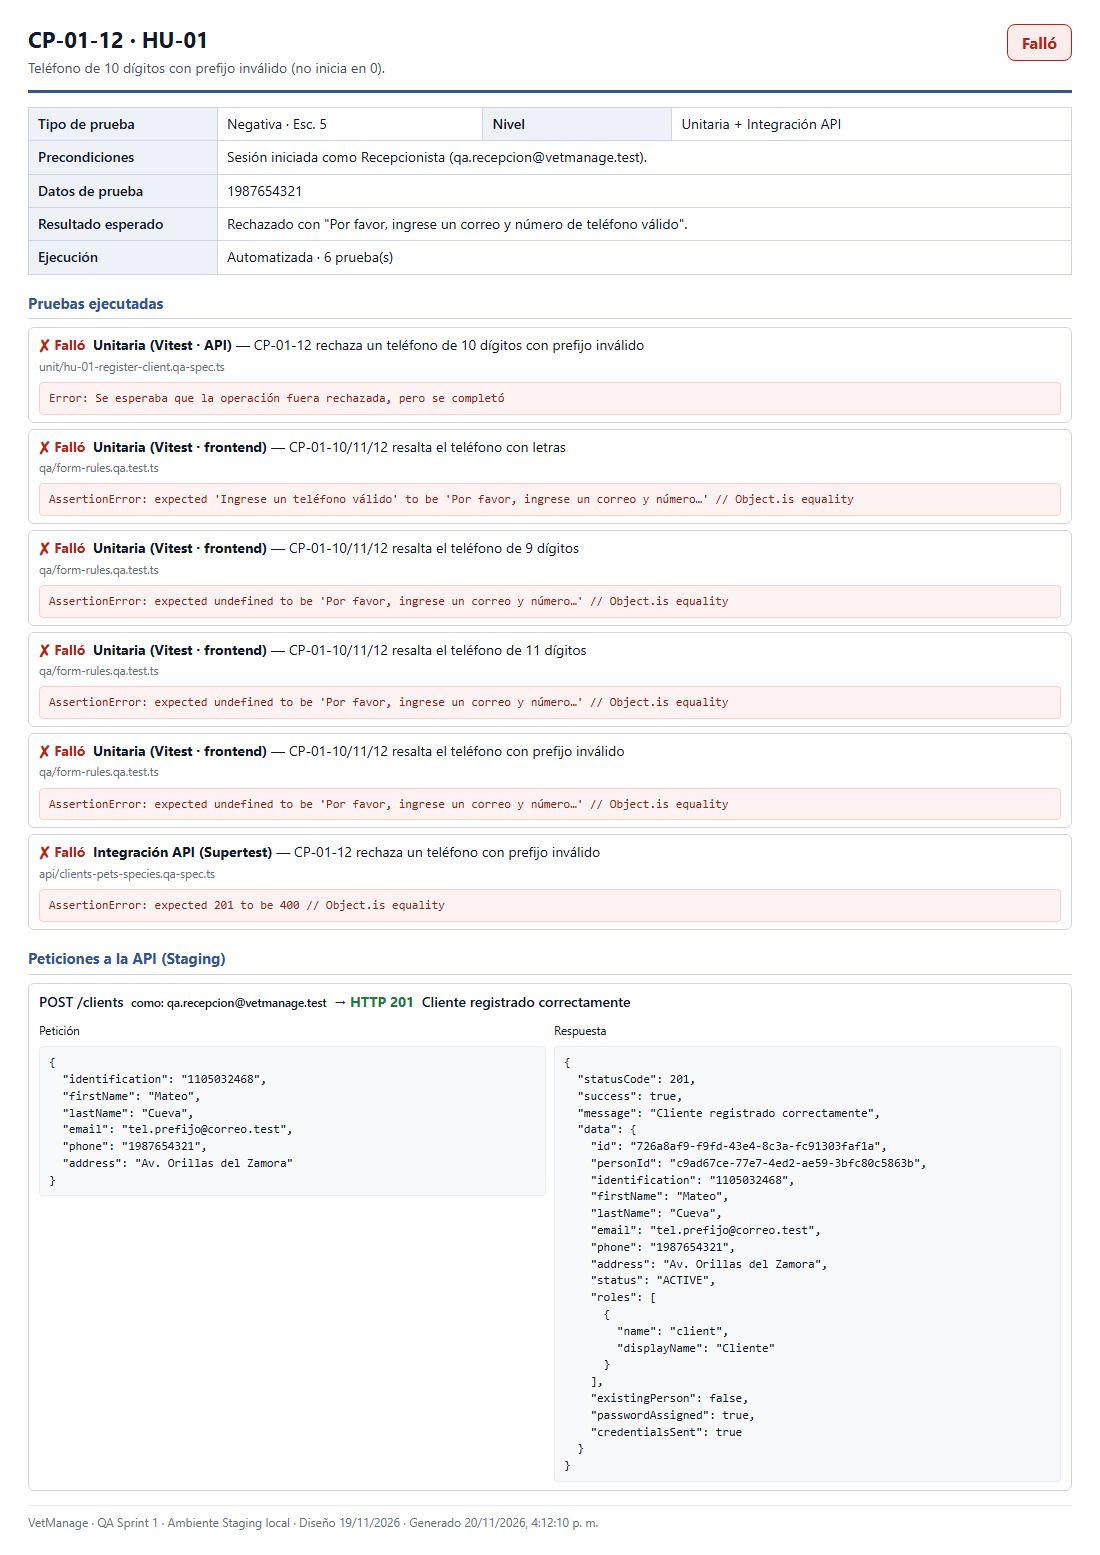 CP-01-12 · HU-01
Falló
Teléfono de 10 dígitos con prefijo inválido (no inicia en 0).
Tipo de prueba Negativa · Esc. 5 Nivel Unitaria + Integración API
Precondiciones Sesión iniciada como Recepcionista (qa.recepcion@vetmanage.test).
Datos de prueba 1987654321
Resultado esperado Rechazado con "Por favor, ingrese un correo y número de teléfono válido".
Ejecución Automatizada · 6 prueba(s)
Pruebas ejecutadas
✗ Falló Unitaria (Vitest · API) — CP-01-12 rechaza un teléfono de 10 dígitos con prefijo inválido
unit/hu-01-register-client.qa-spec.ts
Error: Se esperaba que la operación fuera rechazada, pero se completó
✗ Falló Unitaria (Vitest · frontend) — CP-01-10/11/12 resalta el teléfono con letras
qa/form-rules.qa.test.ts
AssertionError: expected 'Ingrese un teléfono válido' to be 'Por favor, ingrese un correo y número…' // Object.is equality
✗ Falló Unitaria (Vitest · frontend) — CP-01-10/11/12 resalta el teléfono de 9 dígitos
qa/form-rules.qa.test.ts
AssertionError: expected undefined to be 'Por favor, ingrese un correo y número…' // Object.is equality
✗ Falló Unitaria (Vitest · frontend) — CP-01-10/11/12 resalta el teléfono de 11 dígitos
qa/form-rules.qa.test.ts
AssertionError: expected undefined to be 'Por favor, ingrese un correo y número…' // Object.is equality
✗ Falló Unitaria (Vitest · frontend) — CP-01-10/11/12 resalta el teléfono con prefijo inválido
qa/form-rules.qa.test.ts
AssertionError: expected undefined to be 'Por favor, ingrese un correo y número…' // Object.is equality
✗ Falló Integración API (Supertest) — CP-01-12 rechaza un teléfono con prefijo inválido
api/clients-pets-species.qa-spec.ts
AssertionError: expected 201 to be 400 // Object.is equality
Peticiones a la API (Staging)
POST /clients como: qa.recepcion@vetmanage.test → HTTP 201 Cliente registrado correctamente
Petición
{
"identification": "1105032468",
"firstName": "Mateo",
"lastName": "Cueva",
"email": "tel.prefijo@correo.test",
"phone": "1987654321",
"address": "Av. Orillas del Zamora"
}
Respuesta
{
"statusCode": 201,
"success": true,
"message": "Cliente registrado correctamente",
"data": {
"id": "726a8af9-f9fd-43e4-8c3a-fc91303faf1a",
"personId": "c9ad67ce-77e7-4ed2-ae59-3bfc80c5863b",
"identification": "1105032468",
"firstName": "Mateo",
"lastName": "Cueva",
"email": "tel.prefijo@correo.test",
"phone": "1987654321",
"address": "Av. Orillas del Zamora",
"status": "ACTIVE",
"roles": [
{
"name": "client",
"displayName": "Cliente"
}
],
"existingPerson": false,
"passwordAssigned": true,
"credentialsSent": true
}
}
VetManage · QA Sprint 1 · Ambiente Staging local · Diseño 19/11/2026 · Generado 20/11/2026, 4:12:10 p. m.